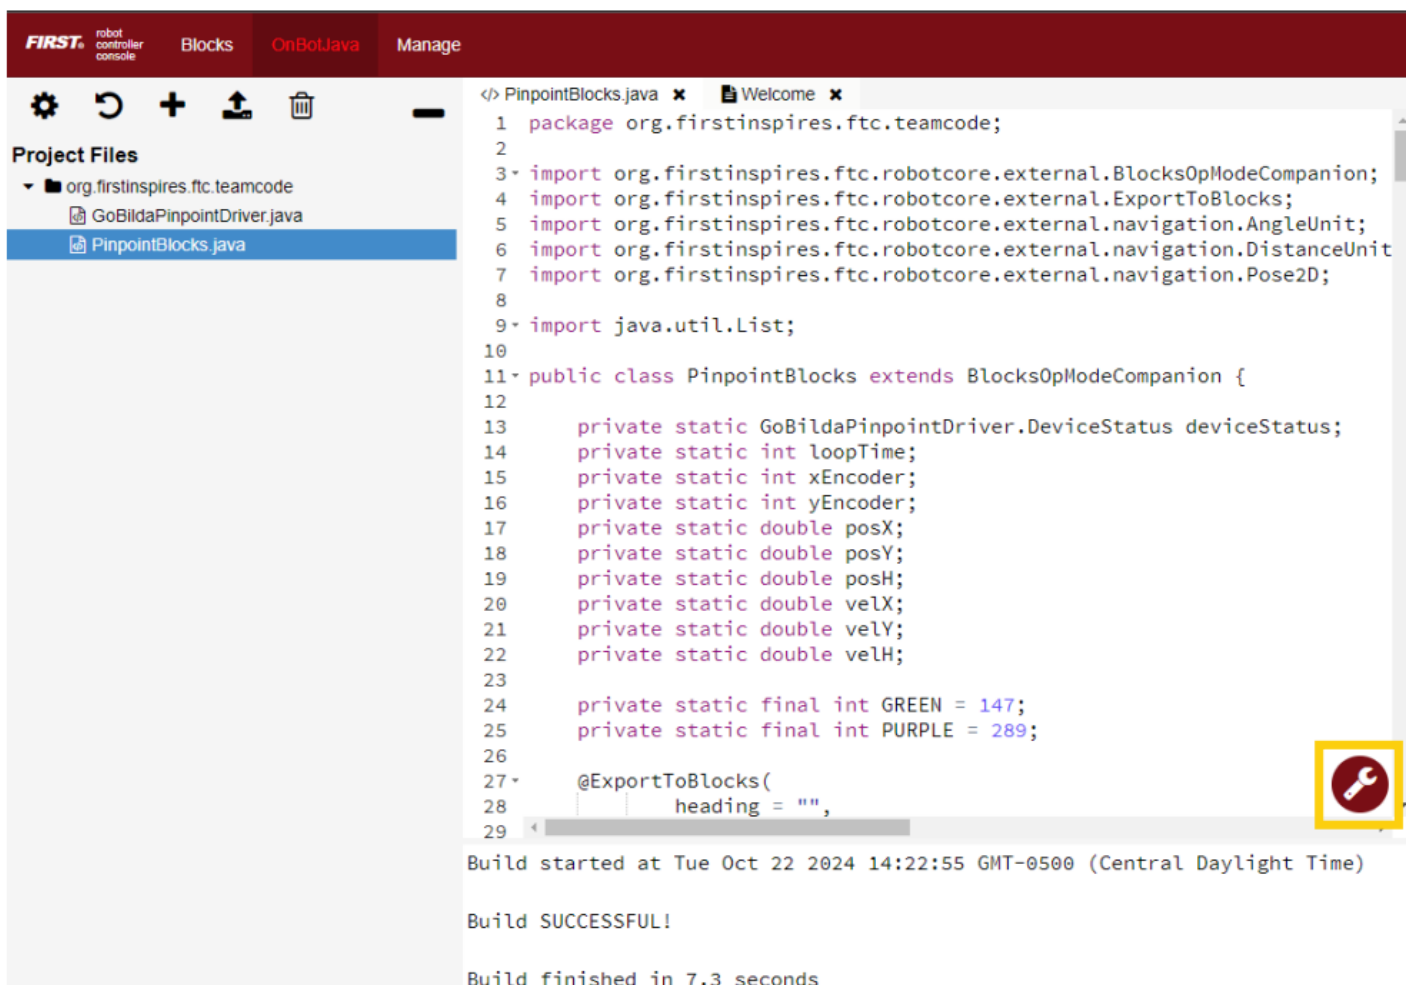 FIRST® robot controller console Blocks OnBotJava Manage
Project Files
org.firstinspires.ftc.teamcode
GoBildaPinpointDriver.java
PinpointBlocks.java
</> PinpointBlocks.java ✖ Welcome ✖
1 package org.firstinspires.ftc.teamcode;
2
3 import org.firstinspires.ftc.robotcore.external.BlocksOpModeCompanion;
4 import org.firstinspires.ftc.robotcore.external.ExportToBlocks;
5 import org.firstinspires.ftc.robotcore.external.navigation.AngleUnit;
6 import org.firstinspires.ftc.robotcore.external.navigation.DistanceUnit
7 import org.firstinspires.ftc.robotcore.external.navigation.Pose2D;
8
9 import java.util.List;
10
11 public class PinpointBlocks extends BlocksOpModeCompanion {
12
13 private static GoBildaPinpointDriver.DeviceStatus deviceStatus;
14 private static int loopTime;
15 private static int xEncoder;
16 private static int yEncoder;
17 private static double posX;
18 private static double posY;
19 private static double posH;
20 private static double velX;
21 private static double velY;
22 private static double velH;
23
24 private static final int GREEN = 147;
25 private static final int PURPLE = 289;
26
27 @ExportToBlocks(
28 heading = "",
29
Build started at Tue Oct 22 2024 14:22:55 GMT-0500 (Central Daylight Time)
Build SUCCESSFUL!
Build finished in 7.3 seconds